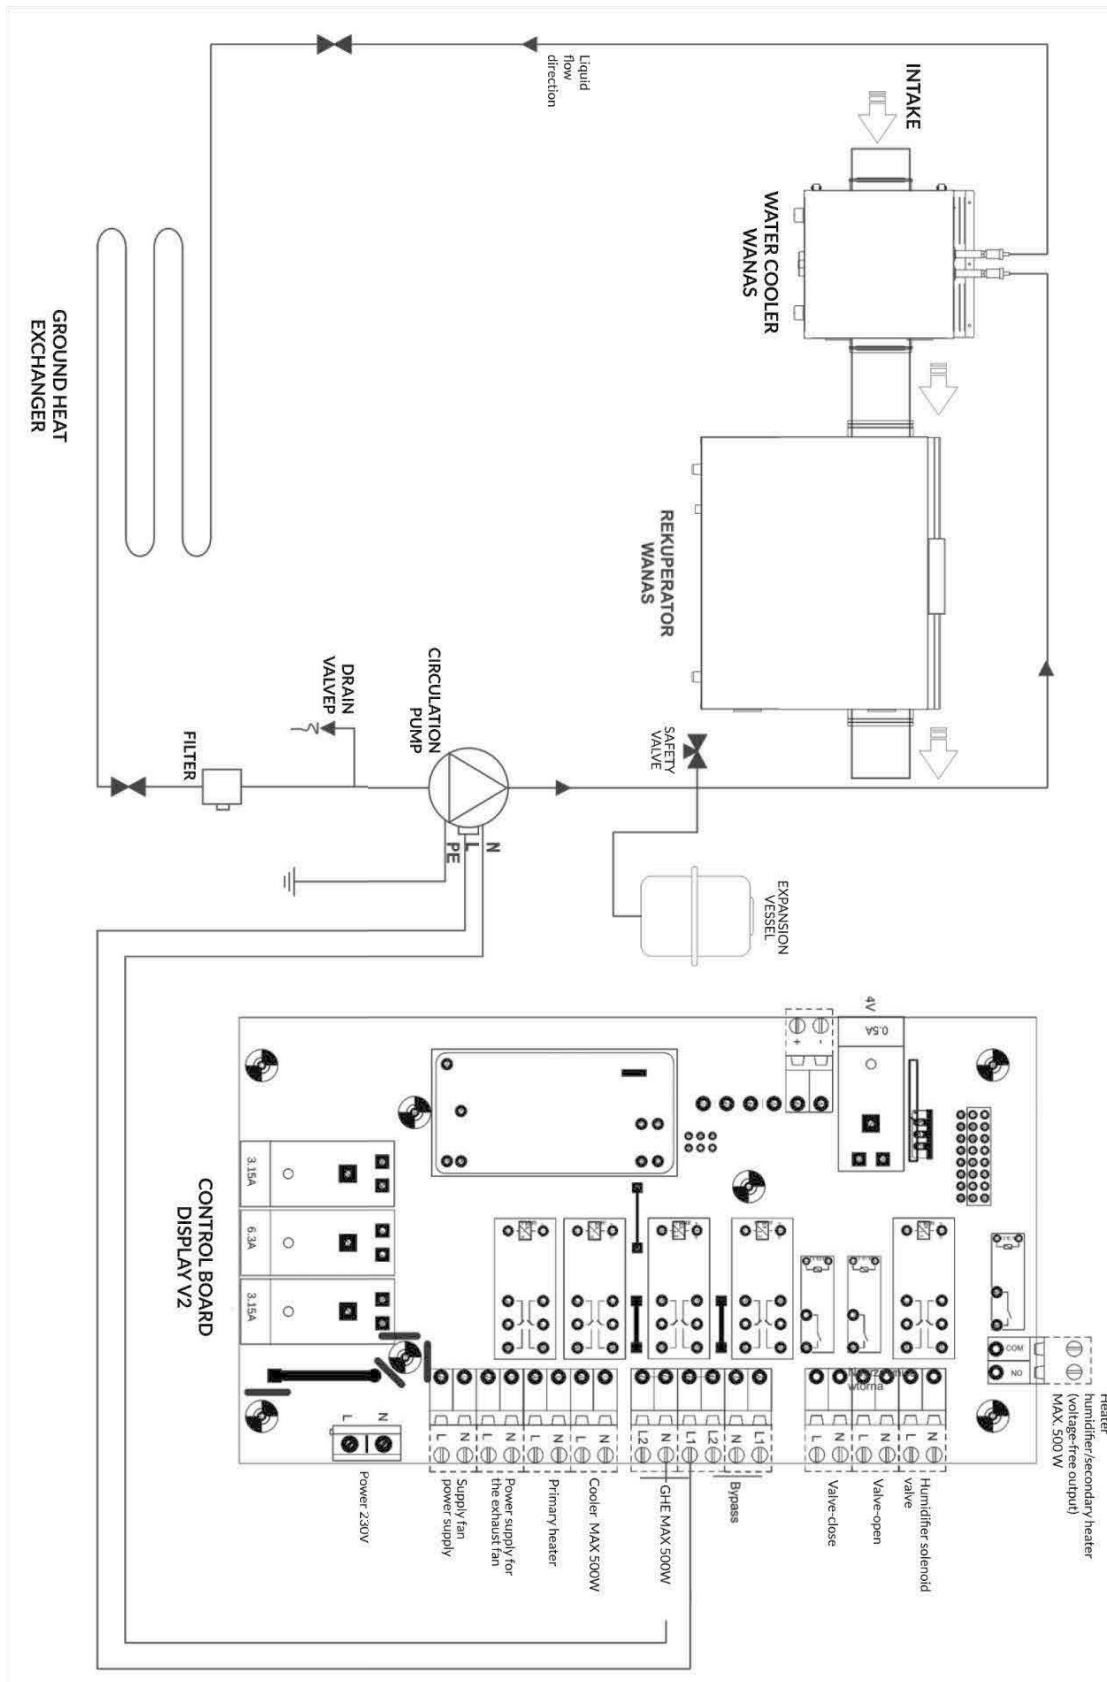 Liquid
flow
direction
INTAKE
WATER COOLER
WANAS
REKUPERATOR
WANAS
GROUND HEAT
EXCHANGER
CIRCULATION
PUMP
DRAIN
VALVEP
FILTER
SAFETY
VALVE
N
L
PE
EXPANSION
VESSEL
4V
0.5A
-
+
CONTROL BOARD
DISPLAY V2
3.15A
6.3A
3.15A
COM
NO
Heater
humidifier/secondary heater
(voltage-free output)
MAX. 500 W
wtorna
N
L
Humidifier solenoid
valve
N
L
Valve-open
N
L
Valve-close
L1
N
L2
Bypass
L1
N
L2
GHE MAX 500W
N
L
Cooler MAX 500W
N
L
Primary heater
N
L
Power supply for
the exhaust fan
N
L
Supply fan
power supply
N
L
Power 230V